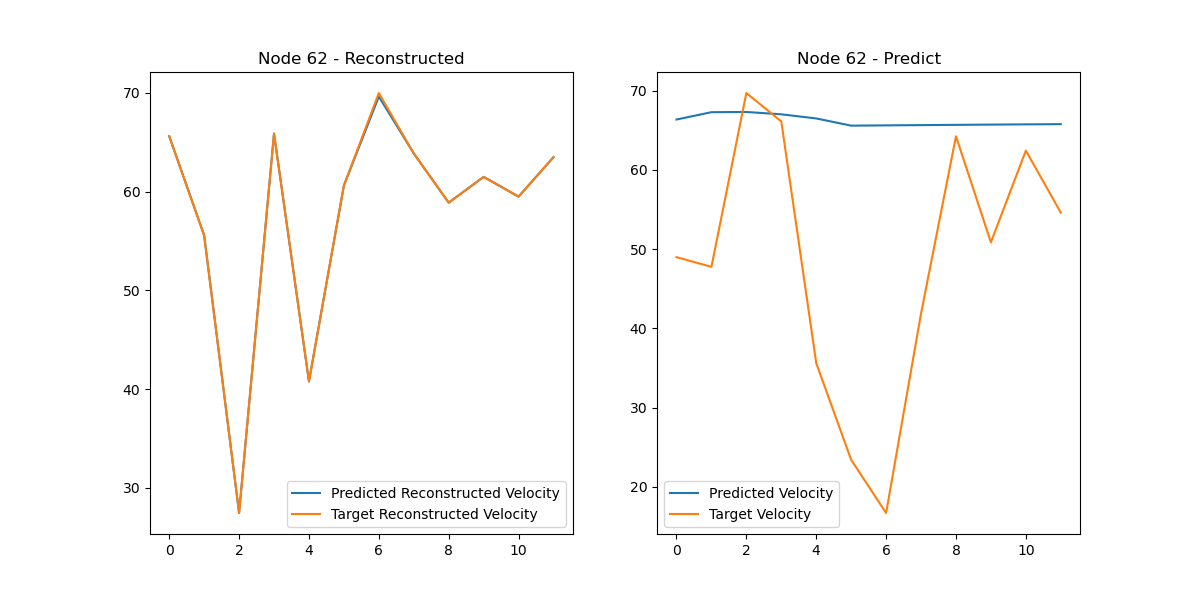 Node 62 - Reconstructed
70
60
50
40
30
0 2 4 6 8 10
Predicted Reconstructed Velocity
Target Reconstructed Velocity
Node 62 - Predict
70
60
50
40
30
20
0 2 4 6 8 10
Predicted Velocity
Target Velocity